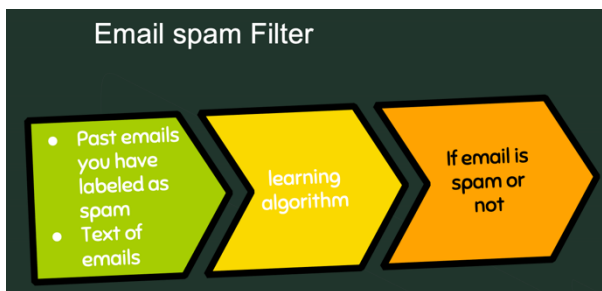 Email spam Filter
● Past emails
you have
labeled as
spam
● Text of
emails
learning
algorithm
If email is
spam or
not